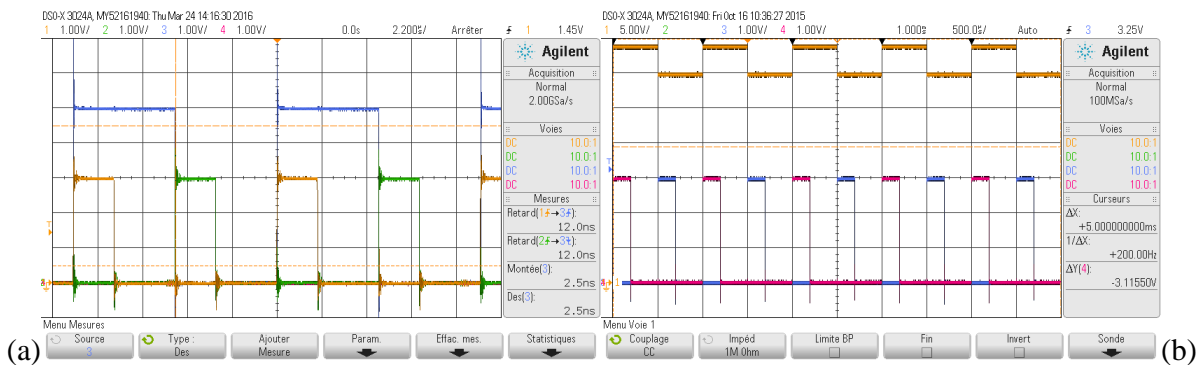 DSO-X 3024A, MY52161940: Thu Mar 24 14:16:30 2016
1 1.00V/ 2 1.00V/ 3 1.00V/ 4 1.00V/ 0.0s 2.200%/ Arrêter 1 1.45V
Agilent
Acquisition
Normal
2.00GSa/s
Voies
DC 10.0:1
DC 10.0:1
DC 10.0:1
DC 10.0:1
Mesures
Retard(1→3):
12.0ns
Retard(2→3):
12.0ns
Montée(3):
2.5ns
Des(3):
2.5ns
Menu Mesures
Source
3
Type :
Des
Ajouter
Mesure
Param.
Effac. mes.
Statistiques
(a)
DSO-X 3024A, MY52161940: Fri Oct 16 10:36:27 2015
1 5.00V/ 2 3 1.00V/ 4 1.00V/ 1.000s 500.0%/ Auto 3 3.25V
Agilent
Acquisition
Normal
100MSa/s
Voies
DC 10.0:1
DC 10.0:1
DC 10.0:1
DC 10.0:1
Curseurs
ΔX:
+5.000000000ms
1/ΔX:
+200.00Hz
ΔY(4):
-3.11550V
Menu Voie 1
Couplage
CC
Impéd
1M Ohm
Limite BP
Fin
Invert
Sonde
(b)